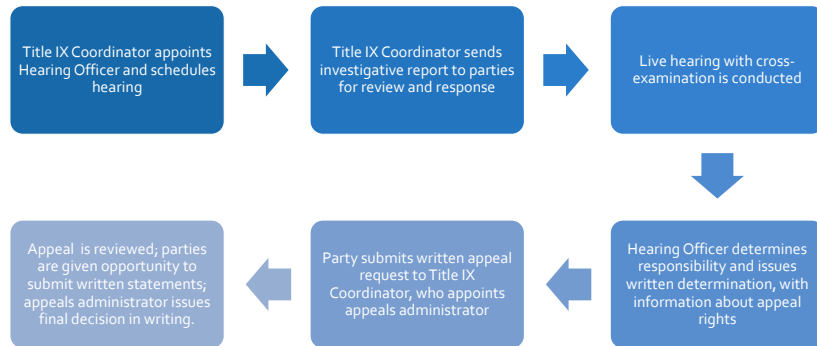 Title IX Coordinator appoints
Hearing Officer and schedules
hearing
Title IX Coordinator sends
investigative report to parties
for review and response
Live hearing with cross-
examination is conducted
Hearing Officer determines
responsibility and issues
written determination, with
information about appeal
rights
Party submits written appeal
request to Title IX
Coordinator, who appoints
appeals administrator
Appeal is reviewed; parties
are given opportunity to
submit written statements;
appeals administrator issues
final decision in writing.